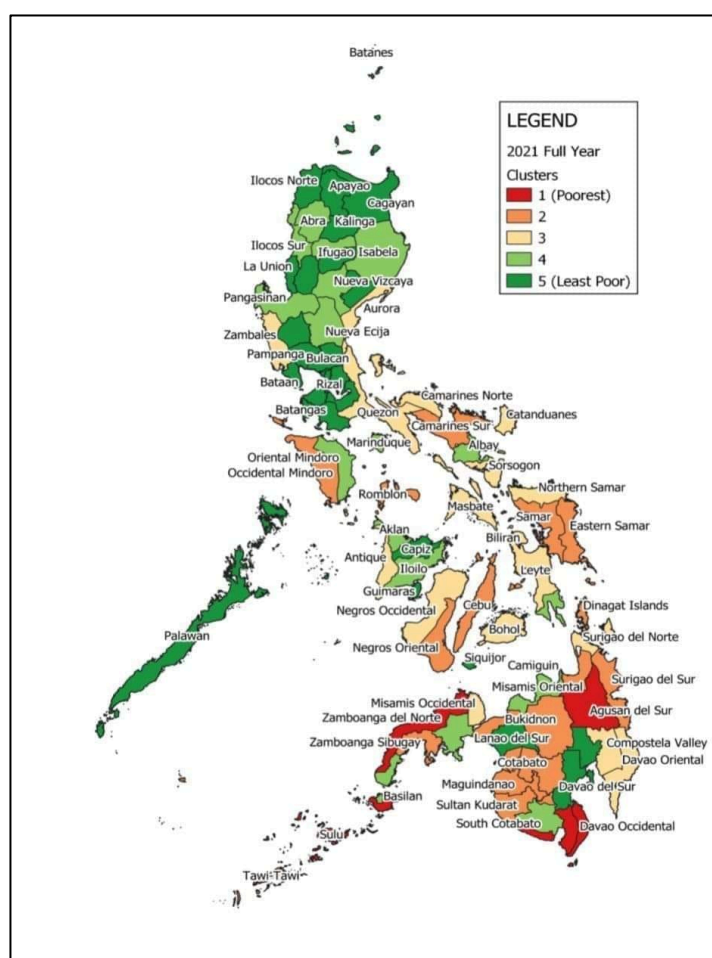 Batanes
LEGEND
2021 Full Year
Clusters
1 (Poorest)
2
3
4
5 (Least Poor)
Ilocos Norte
Apayao
Cagayan
Abra
Kalinga
Ilocos Sur
Ifugao
Isabela
La Union
Nueva Vizcaya
Pangasinan
Aurora
Zambales
Nueva Ecija
Pampanga
Bulacan
Bataan
Rizal
Batangas
Quezon
Camarines Norte
Camarines Sur
Catanduanes
Marinduque
Albay
Oriental Mindoro
Occidental Mindoro
Sorsogon
Romblon
Masbate
Northern Samar
Samar
Eastern Samar
Aklan
Biliran
Antique
Capiz
Iloilo
Leyte
Guimaras
Negros Occidental
Cebu
Dinagat Islands
Bohol
Surigao del Norte
Palawan
Negros Oriental
Siquijor
Camiguin
Surigao del Sur
Misamis Oriental
Misamis Occidental
Agusan del Sur
Zamboanga del Norte
Bukidnon
Zamboanga Sibugay
Lanao del Sur
Compostela Valley
Cotabato
Davao Oriental
Maguindanao
Davao del Sur
Basilan
Sultan Kudarat
South Cotabato
Davao Occidental
Sulu
Tawi-Tawi